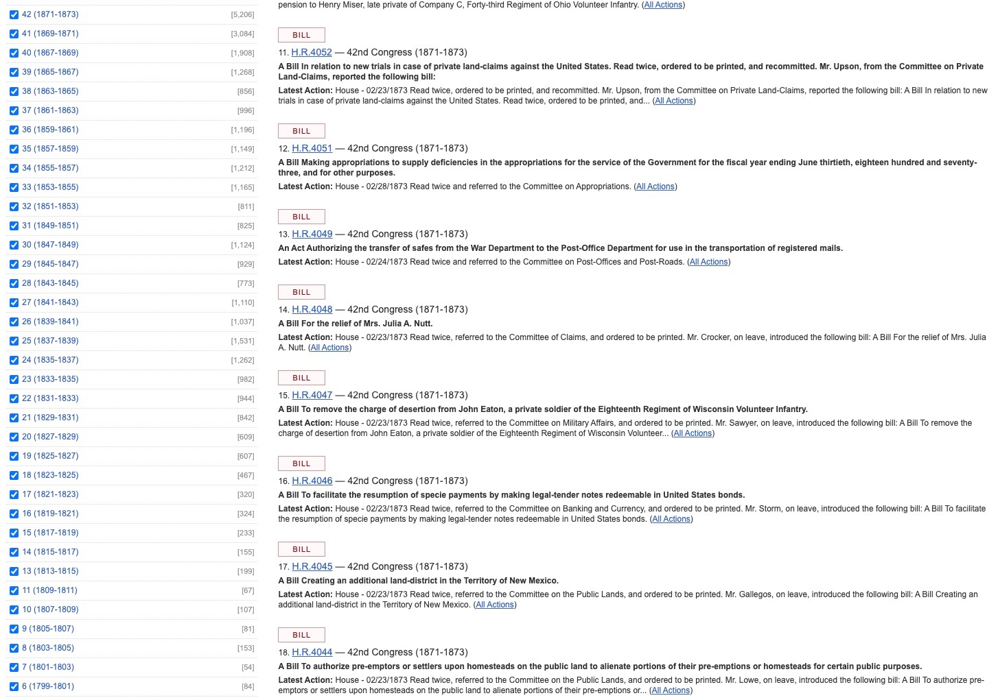 42 (1871-1873) [5,206]
41 (1869-1871) [3,084]
40 (1867-1869) [1,908]
39 (1865-1867) [1,268]
38 (1863-1865) [856]
37 (1861-1863) [996]
36 (1859-1861) [1,196]
35 (1857-1859) [1,149]
34 (1855-1857) [1,212]
33 (1853-1855) [1,165]
32 (1851-1853) [811]
31 (1849-1851) [825]
30 (1847-1849) [1,124]
29 (1845-1847) [929]
28 (1843-1845) [773]
27 (1841-1843) [1,110]
26 (1839-1841) [1,037]
25 (1837-1839) [1,531]
24 (1835-1837) [1,262]
23 (1833-1835) [982]
22 (1831-1833) [944]
21 (1829-1831) [842]
20 (1827-1829) [609]
19 (1825-1827) [607]
18 (1823-1825) [467]
17 (1821-1823) [320]
16 (1819-1821) [324]
15 (1817-1819) [233]
14 (1815-1817) [155]
13 (1813-1815) [199]
11 (1809-1811) [67]
10 (1807-1809) [107]
9 (1805-1807) [81]
8 (1803-1805) [153]
7 (1801-1803) [54]
6 (1799-1801) [84]
pension to Henry Miser, late private of Company C, Forty-third Regiment of Ohio Volunteer Infantry. (All Actions)
BILL
11. H.R.4052 — 42nd Congress (1871-1873)
A Bill In relation to new trials in case of private land-claims against the United States. Read twice, ordered to be printed, and recommitted. Mr. Upson, from the Committee on Private
Land-Claims, reported the following bill:
Latest Action: House - 02/23/1873 Read twice, ordered to be printed, and recommitted. Mr. Upson, from the Committee on Private Land-Claims, reported the following bill: A Bill In relation to new
trials in case of private land-claims against the United States. Read twice, ordered to be printed, and... (All Actions)
BILL
12. H.R.4051 — 42nd Congress (1871-1873)
A Bill Making appropriations to supply deficiencies in the appropriations for the service of the Government for the fiscal year ending June thirtieth, eighteen hundred and seventy-
three, and for other purposes.
Latest Action: House - 02/28/1873 Read twice and referred to the Committee on Appropriations. (All Actions)
BILL
13. H.R.4049 — 42nd Congress (1871-1873)
An Act Authorizing the transfer of safes from the War Department to the Post-Office Department for use in the transportation of registered mails.
Latest Action: House - 02/24/1873 Read twice and referred to the Committee on Post-Offices and Post-Roads. (All Actions)
BILL
14. H.R.4048 — 42nd Congress (1871-1873)
A Bill For the relief of Mrs. Julia A. Nutt.
Latest Action: House - 02/23/1873 Read twice, referred to the Committee of Claims, and ordered to be printed. Mr. Crocker, on leave, introduced the following bill: A Bill For the relief of Mrs. Julia
A. Nutt. (All Actions)
BILL
15. H.R.4047 — 42nd Congress (1871-1873)
A Bill To remove the charge of desertion from John Eaton, a private soldier of the Eighteenth Regiment of Wisconsin Volunteer Infantry.
Latest Action: House - 02/23/1873 Read twice, referred to the Committee on Military Affairs, and ordered to be printed. Mr. Sawyer, on leave, introduced the following bill: A Bill To remove the
charge of desertion from John Eaton, a private soldier of the Eighteenth Regiment of Wisconsin Volunteer... (All Actions)
BILL
16. H.R.4046 — 42nd Congress (1871-1873)
A Bill To facilitate the resumption of specie payments by making legal-tender notes redeemable in United States bonds.
Latest Action: House - 02/23/1873 Read twice, referred to the Committee on Banking and Currency, and ordered to be printed. Mr. Storm, on leave, introduced the following bill: A Bill To facilitate
the resumption of specie payments by making legal-tender notes redeemable in United States bonds. (All Actions)
BILL
17. H.R.4045 — 42nd Congress (1871-1873)
A Bill Creating an additional land-district in the Territory of New Mexico.
Latest Action: House - 02/23/1873 Read twice, referred to the Committee on the Public Lands, and ordered to be printed. Mr. Gallegos, on leave, introduced the following bill: A Bill Creating an
additional land-district in the Territory of New Mexico. (All Actions)
BILL
18. H.R.4044 — 42nd Congress (1871-1873)
A Bill To authorize pre-emptors or settlers upon homesteads on the public land to alienate portions of their pre-emptions or homesteads for certain public purposes.
Latest Action: House - 02/23/1873 Read twice, referred to the Committee on the Public Lands, and ordered to be printed. Mr. Lowe, on leave, introduced the following bill: A Bill To authorize pre-
emptors or settlers upon homesteads on the public land to alienate portions of their pre-emptions or... (All Actions)